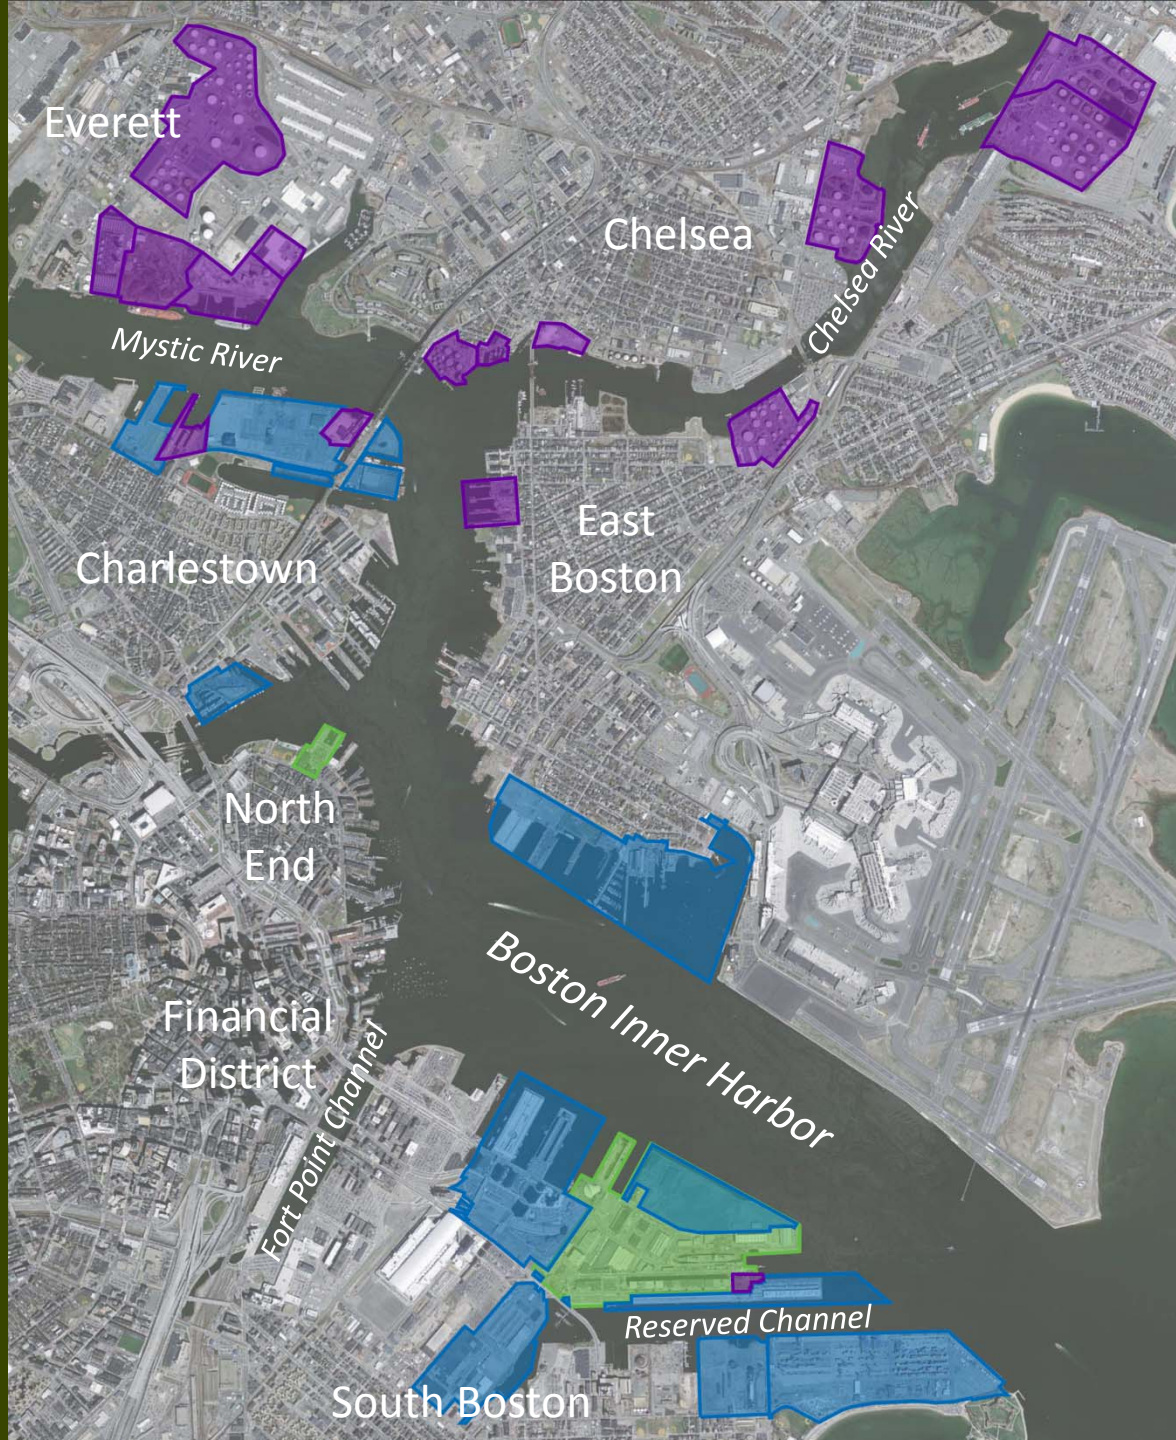 Everett
Chelsea
Chelsea River
Mystic River
East
Boston
Charlestown
North
End
Boston Inner Harbor
Financial
District
Fort Point Channel
Reserved Channel
South Boston